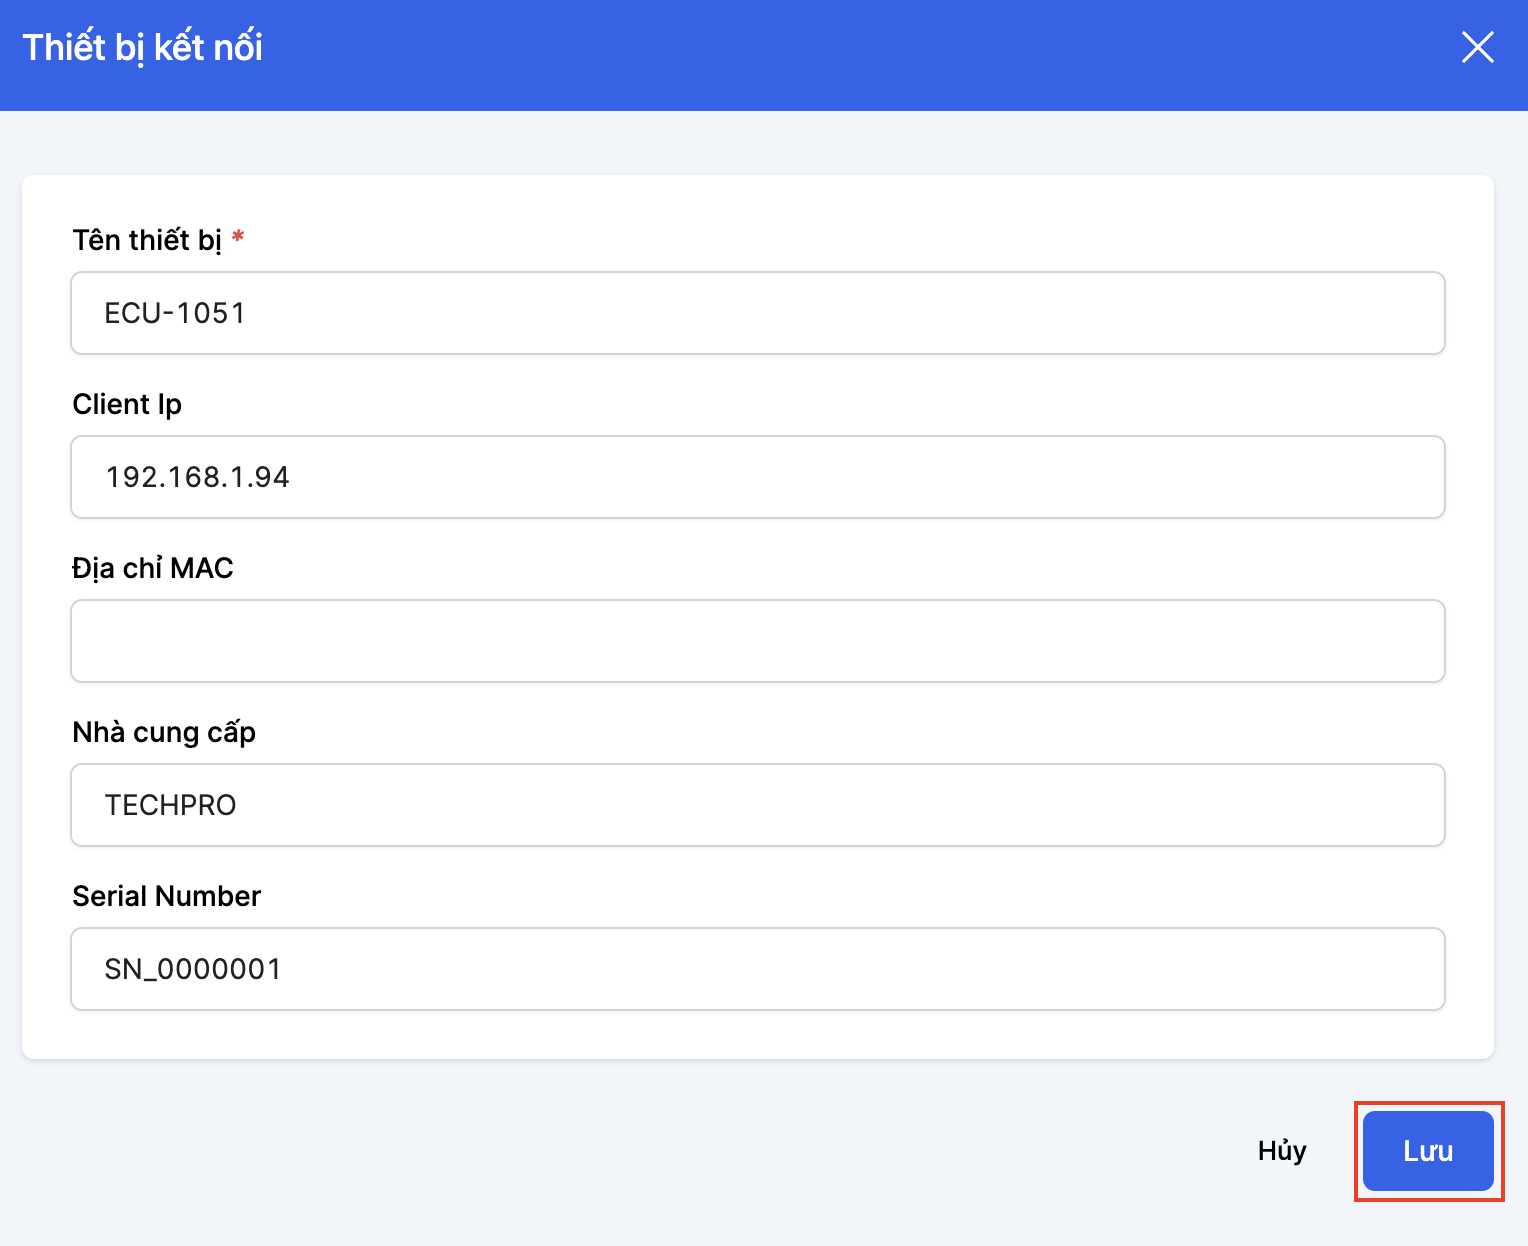 Thiết bị kết nối
Tên thiết bị *
ECU-1051
Client Ip
192.168.1.94
Địa chỉ MAC
Nhà cung cấp
TECHPRO
Serial Number
SN_0000001
Hủy
Lưu